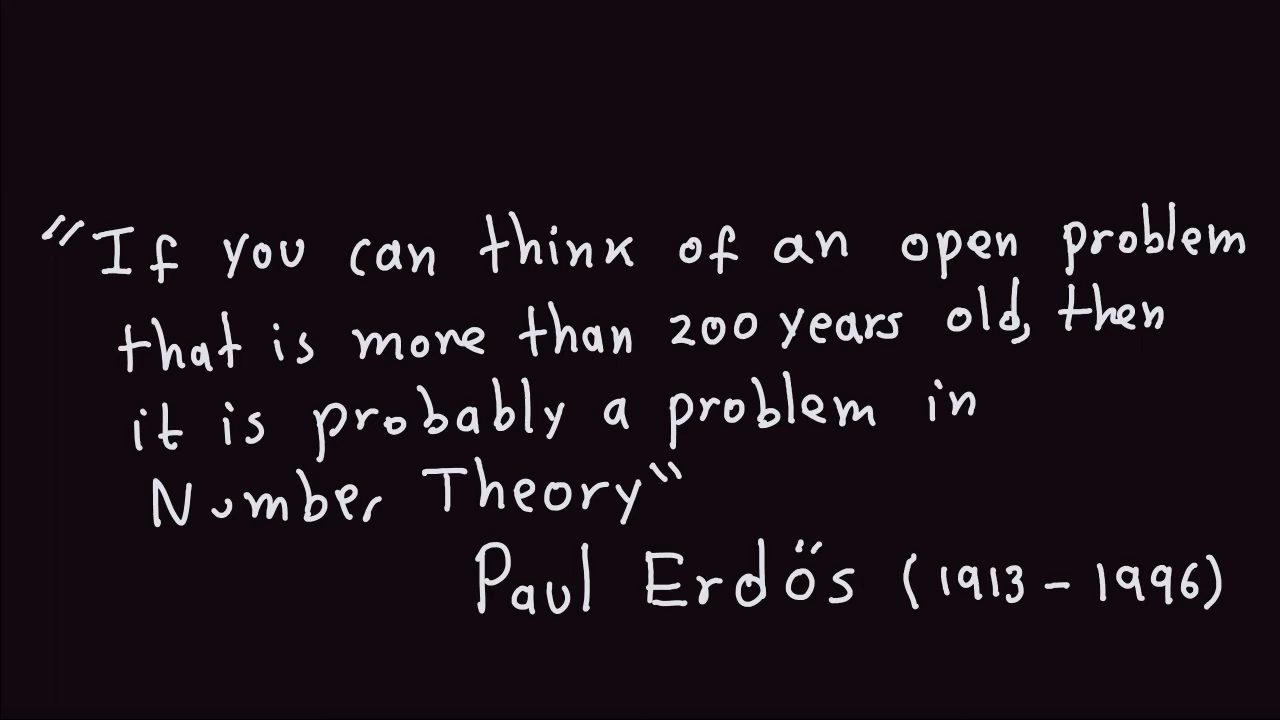 "If you can think of an open problem
that is more than 200 years old, then
it is probably a problem in
Number Theory"
Paul Erdős (1913 - 1996)